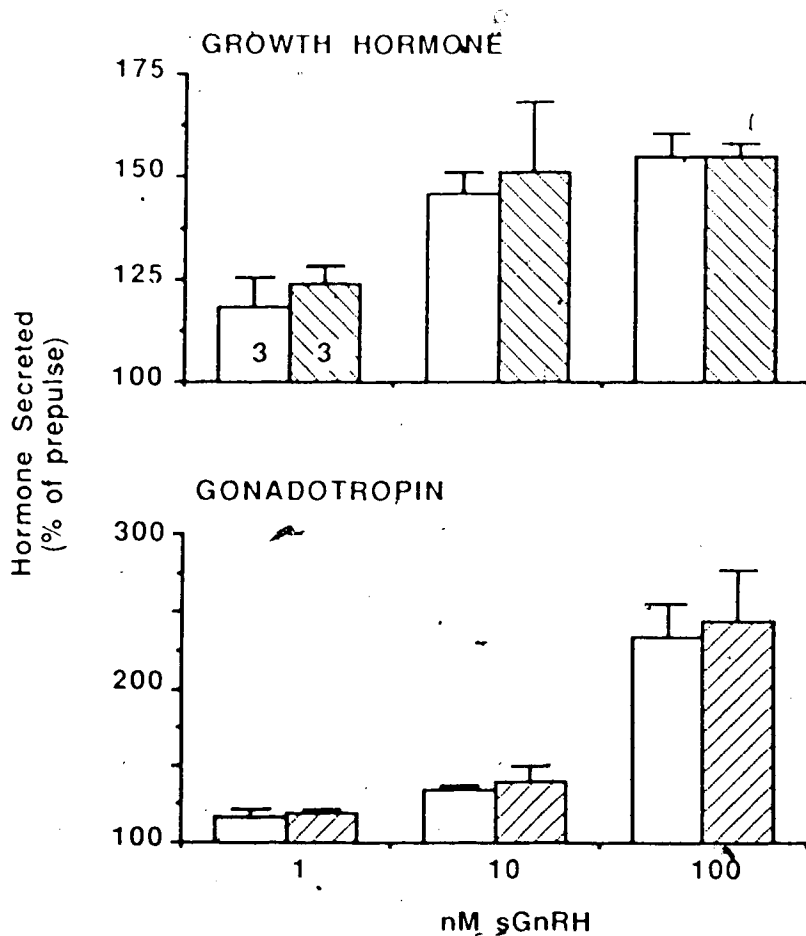 GROWTH HORMONE
175
150
125
100
3 3
Hormone Secreted
(% of prepulse)
GONADOTROPIN
300
200
100
1 10 100
nM sGnRH